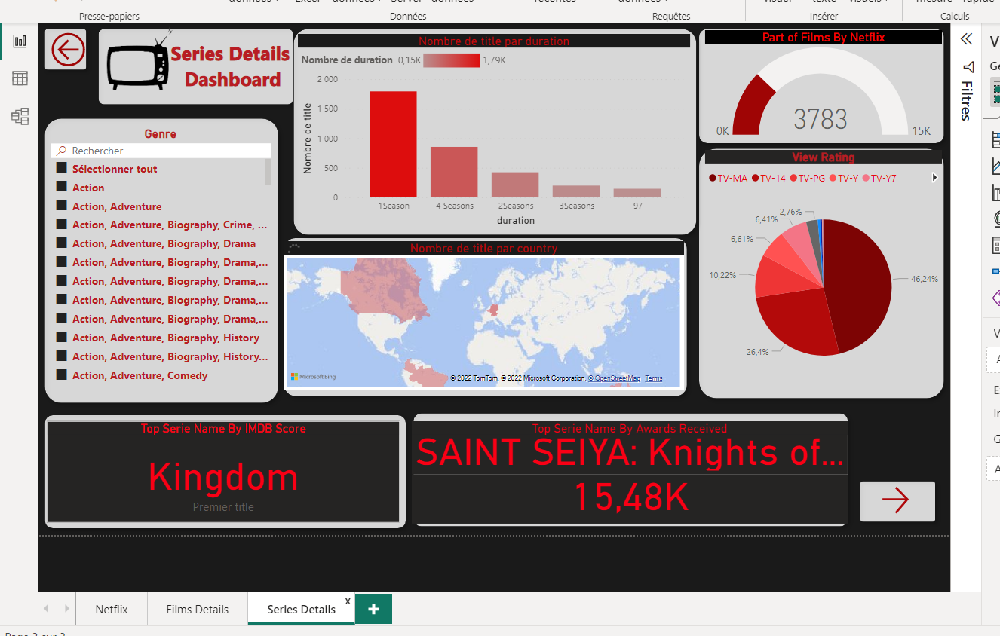 Presse-papiers
Données
Requêtes
Insérer
Calculs
Series Details
Dashboard
Nombre de title par duration
Nombre de duration 0,15K 1,79K
2 000
1 500
1 000
500
0
Nombre de title
1Season
4 Seasons
2Seasons
3Seasons
97
duration
Part of Films By Netflix
3783
0K
15K
Filtres
Genre
Rechercher
Sélectionner tout
Action
Action, Adventure
Action, Adventure, Biography, Crime, ...
Action, Adventure, Biography, Drama
Action, Adventure, Biography, Drama,...
Action, Adventure, Biography, Drama,...
Action, Adventure, Biography, Drama,...
Action, Adventure, Biography, Drama,...
Action, Adventure, Biography, History
Action, Adventure, Biography, History...
Action, Adventure, Comedy
Nombre de title par country
Microsoft Bing
© 2022 TomTom, © 2022 Microsoft Corporation, © OpenStreetMap Terms
View Rating
TV-MA TV-14 TV-PG TV-Y TV-Y7
2,76%
6,41%
6,61%
10,22%
46,24%
26,4%
Top Serie Name By IMDB Score
Kingdom
Premier title
Top Serie Name By Awards Received
SAINT SEIYA: Knights of...
15,48K
Netflix
Films Details
Series Details
x
+